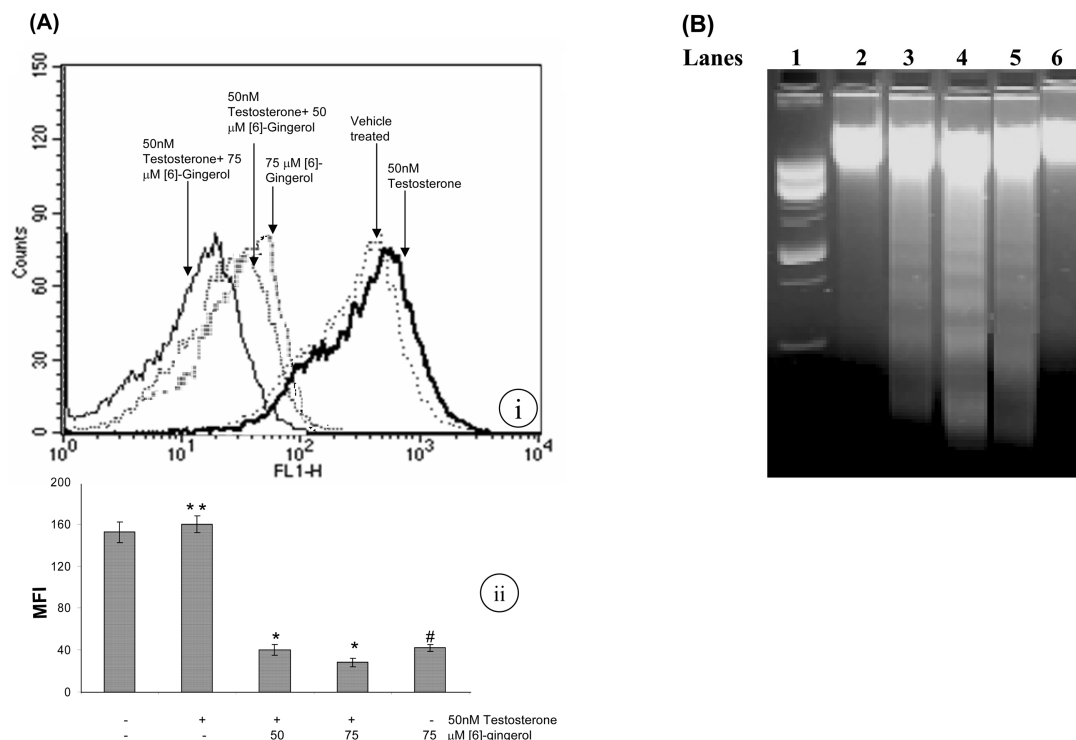 (A)
(B)
Lanes 1 2 3 4 5 6
150
120
90
60
30
0
Counts
50nM
Testosterone+ 75
μM [6]-Gingerol
50nM
Testosterone+ 50
μM [6]-Gingerol
75 μM [6]-
Gingerol
Vehicle
treated
50nM
Testosterone
i
10⁰ 10¹ 10² 10³ 10⁴
FL1-H
200
160
120
80
40
0
MFI
* *
*
*
#
ii
- + + + - 50nM Testosterone
- - 50 75 75 μM [6]-gingerol